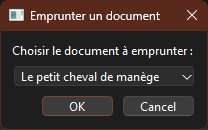 Emprunter un document
Choisir le document à emprunter :
Le petit cheval de manège
OK
Cancel